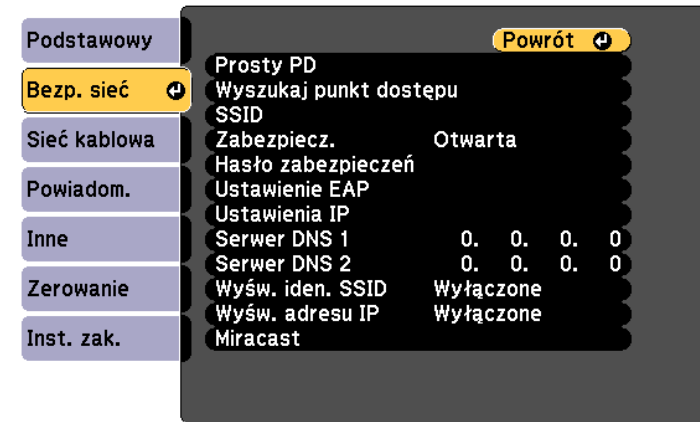 Podstawowy
Bezp. sieć
Sieć kablowa
Powiadom.
Inne
Zerowanie
Inst. zak.
Powrót
Prosty PD
Wyszukaj punkt dostępu
SSID
Zabezpiecz. Otwarta
Hasło zabezpieczeń
Ustawienie EAP
Ustawienia IP
Serwer DNS 1 0. 0. 0. 0
Serwer DNS 2 0. 0. 0. 0
Wyśw. iden. SSID Wyłączone
Wyśw. adresu IP Wyłączone
Miracast